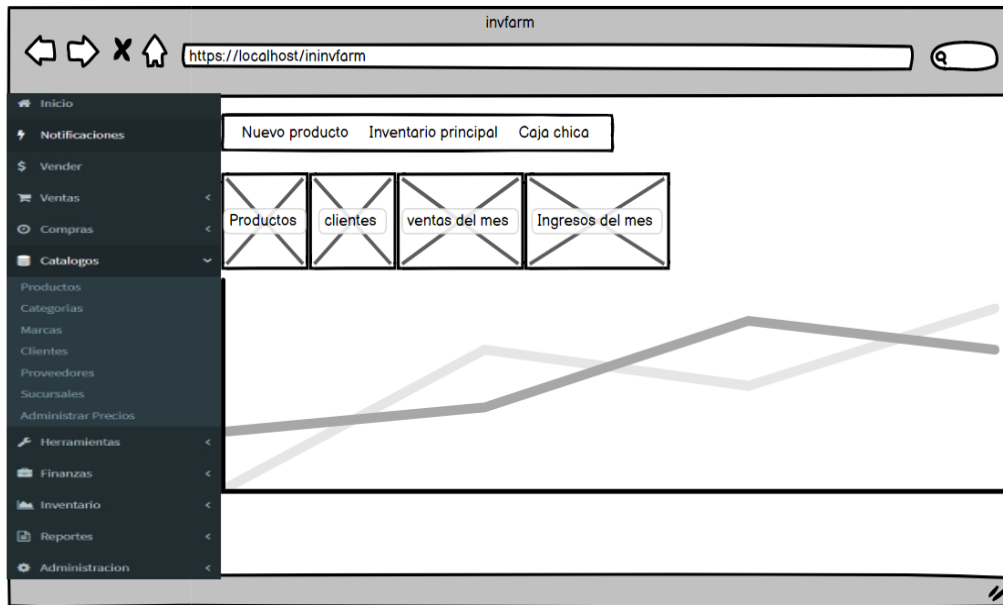 invfarm
https://localhost/ininvfarm
Inicio
Notificaciones
Vender
Ventas
Compras
Catalogos
Productos
Categorias
Marcas
Clientes
Proveedores
Sucursales
Administrar Precios
Herramientas
Finanzas
Inventario
Reportes
Administracion
Nuevo producto Inventario principal Caja chica
Productos clientes ventas del mes Ingresos del mes